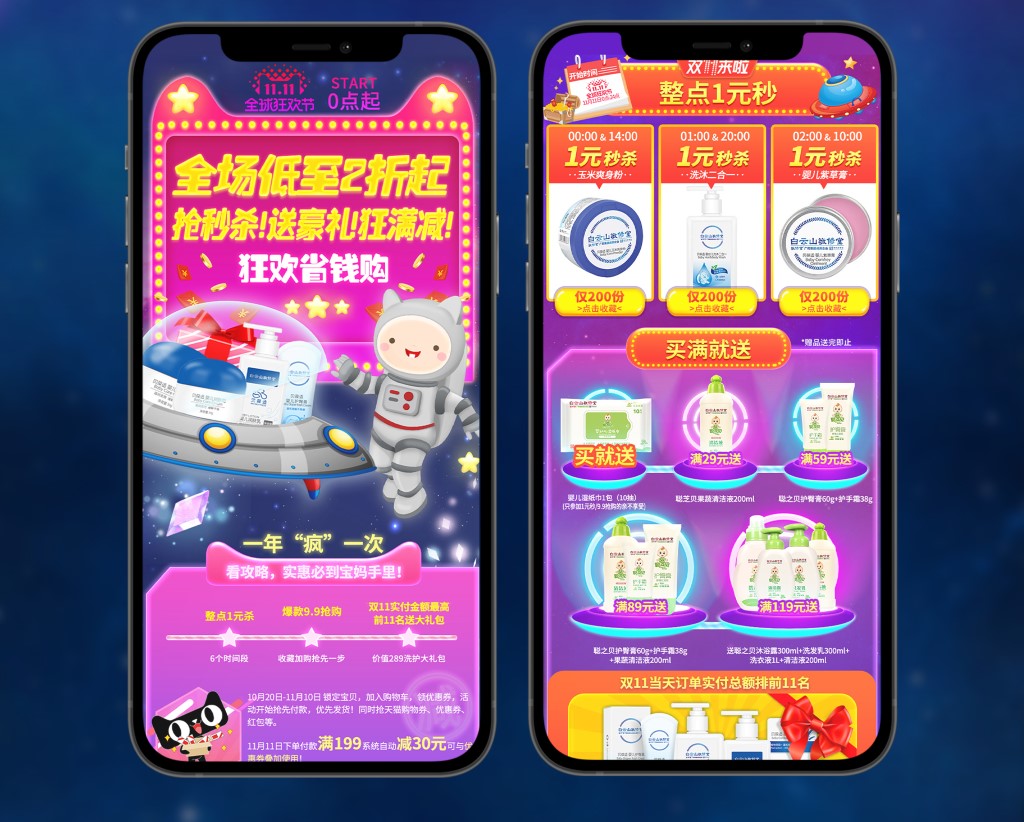 11.11
全球狂欢节
START
0点起
全场低至2折起
抢秒杀!送豪礼!狂满减!
狂欢省钱购
一年“疯”一次
看攻略，实惠必到宝妈手里！
整点1元杀
爆款9.9抢购
双11实付金额最高
前11名送大礼包
6个时间段
收藏加购抢先一步
价值289洗护大礼包
10月20日-11月10日 锁定宝贝，加入购物车，领优惠券，活
动开始抢先付款，优先发货！同时抢天猫购物券、优惠券、
红包等。
11月11日下单付款满199系统自动减30元可与优
惠券叠加使用！
双11来啦
开始时间
11.11
整点1元秒
00:00 & 14:00
1元秒杀
··玉米爽身粉··
01:00 & 20:00
1元秒杀
··洗沐二合一··
02:00 & 10:00
1元秒杀
··婴儿紫草膏··
白云山敏修堂
白云山敏修堂
仅200份
>点击收藏<
仅200份
>点击收藏<
仅200份
>点击收藏<
买满就送
*赠品送完即止
买就送
满29元送
满59元送
婴儿湿纸巾1包（10抽）
(只参加1元秒/9.9抢购的亲不享受)
聪芝贝果蔬清洁液200ml
聪之贝护臀膏60g+护手霜38g
满89元送
满119元送
聪之贝护臀膏60g+护手霜38g
+果蔬清洁液200ml
送聪之贝沐浴露300ml+洗发乳300ml+
洗衣液1L+清洁液200ml
双11当天订单实付总额排前11名